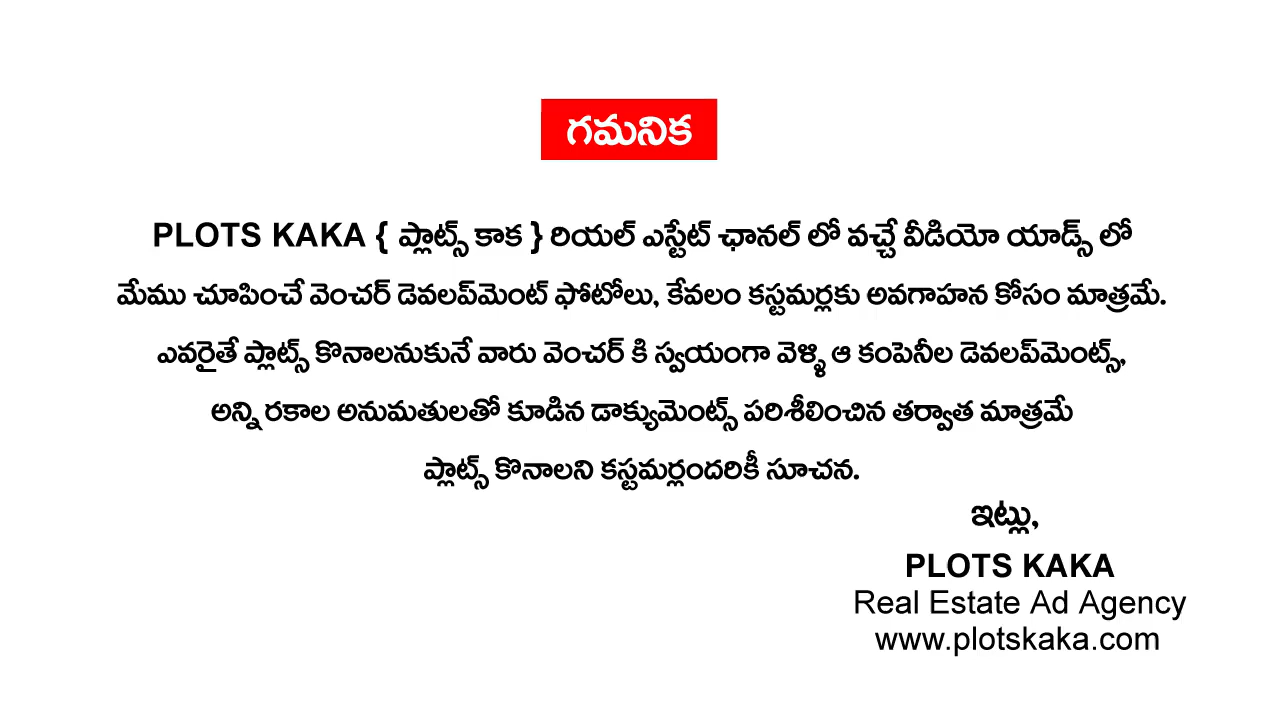 గమనిక
PLOTS KAKA { ప్లాట్స్ కాక } రియల్ ఎస్టేట్ ఛానల్ లో వచ్చే వీడియో యాడ్స్ లో
మేము చూపించే వెంచర్ డెవలప్‌మెంట్ ఫోటోలు, కేవలం కస్టమర్లకు అవగాహన కోసం మాత్రమే.
ఎవరైతే ప్లాట్స్ కొనాలనుకునే వారు వెంచర్ కి స్వయంగా వెళ్ళి ఆ కంపెనీల డెవలప్‌మెంట్స్,
అన్ని రకాల అనుమతులతో కూడిన డాక్యుమెంట్స్ పరిశీలించిన తర్వాత మాత్రమే
ప్లాట్స్ కొనాలని కస్టమర్లందరికీ సూచన.
ఇట్లు,
PLOTS KAKA
Real Estate Ad Agency
www.plotskaka.com